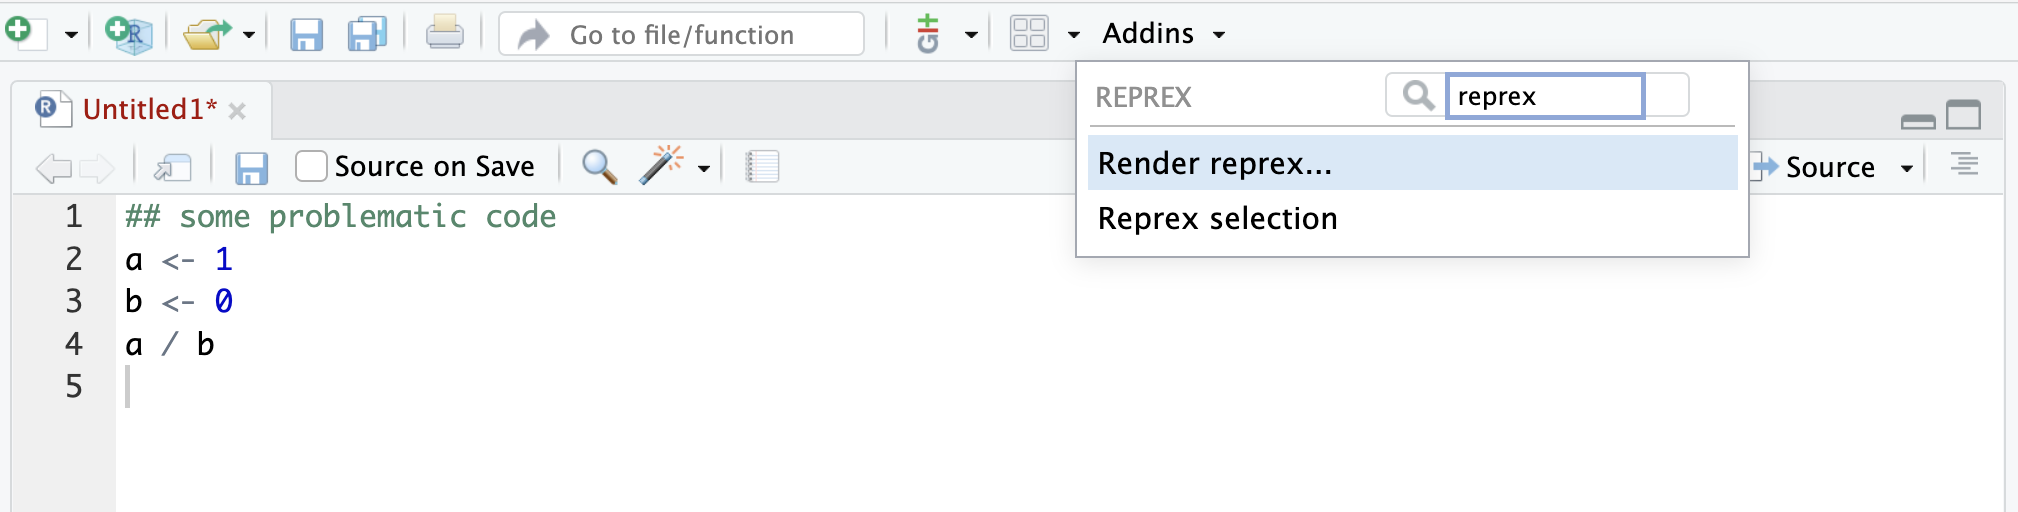 Go to file/function
Addins
Untitled1*
REPREX
reprex
Render reprex...
Reprex selection
Source on Save
Source
1 ## some problematic code
2 a <- 1
3 b <- 0
4 a / b
5